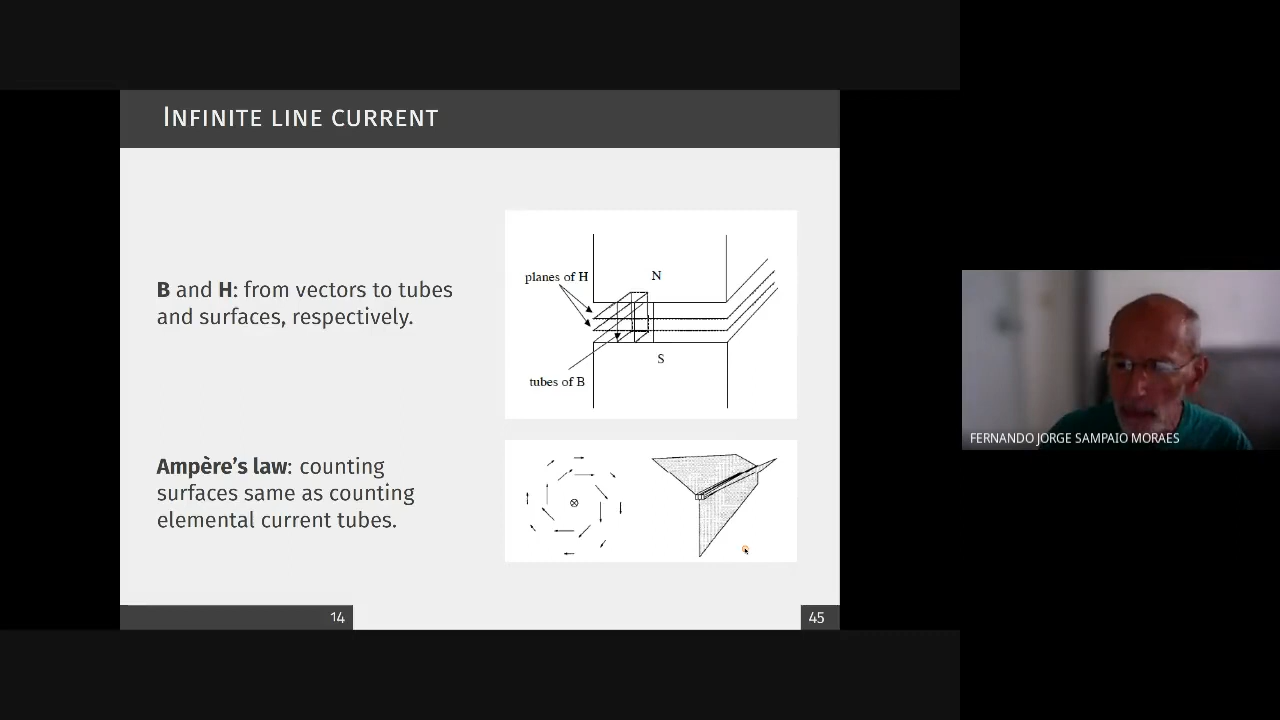 INFINITE LINE CURRENT
B and H: from vectors to tubes
and surfaces, respectively.
planes of H
N
S
tubes of B
Ampère's law: counting
surfaces same as counting
elemental current tubes.
14
45
FERNANDO JORGE SAMPAIO MORAES